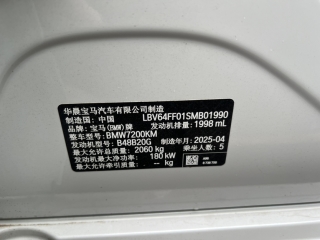 华晨宝马汽车有限公司制造
制造国：中国 LBV64FF01SMB01990
品牌：宝马(BMW)牌 发动机排量：1998 mL
整车型号：BMW7200KM
发动机型号：B48B20G 制造年月：2025-04
最大允许总质量：2060 kg 乘坐人数：5
发动机最大净功率：180 kW
最大允许牵引质量：-- kg